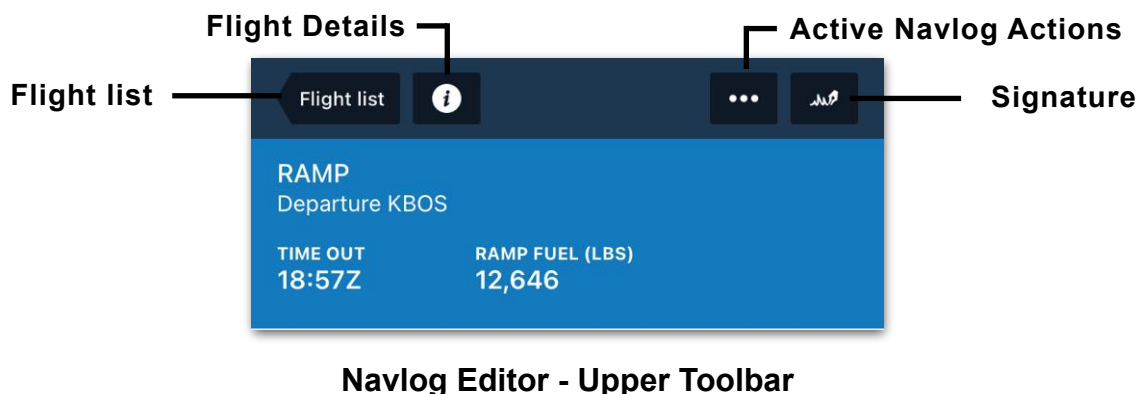 Flight Details
Active Navlog Actions
Flight list
Flight list
i
Signature
RAMP
Departure KBOS
TIME OUT
RAMP FUEL (LBS)
18:57Z
12,646
Navlog Editor - Upper Toolbar